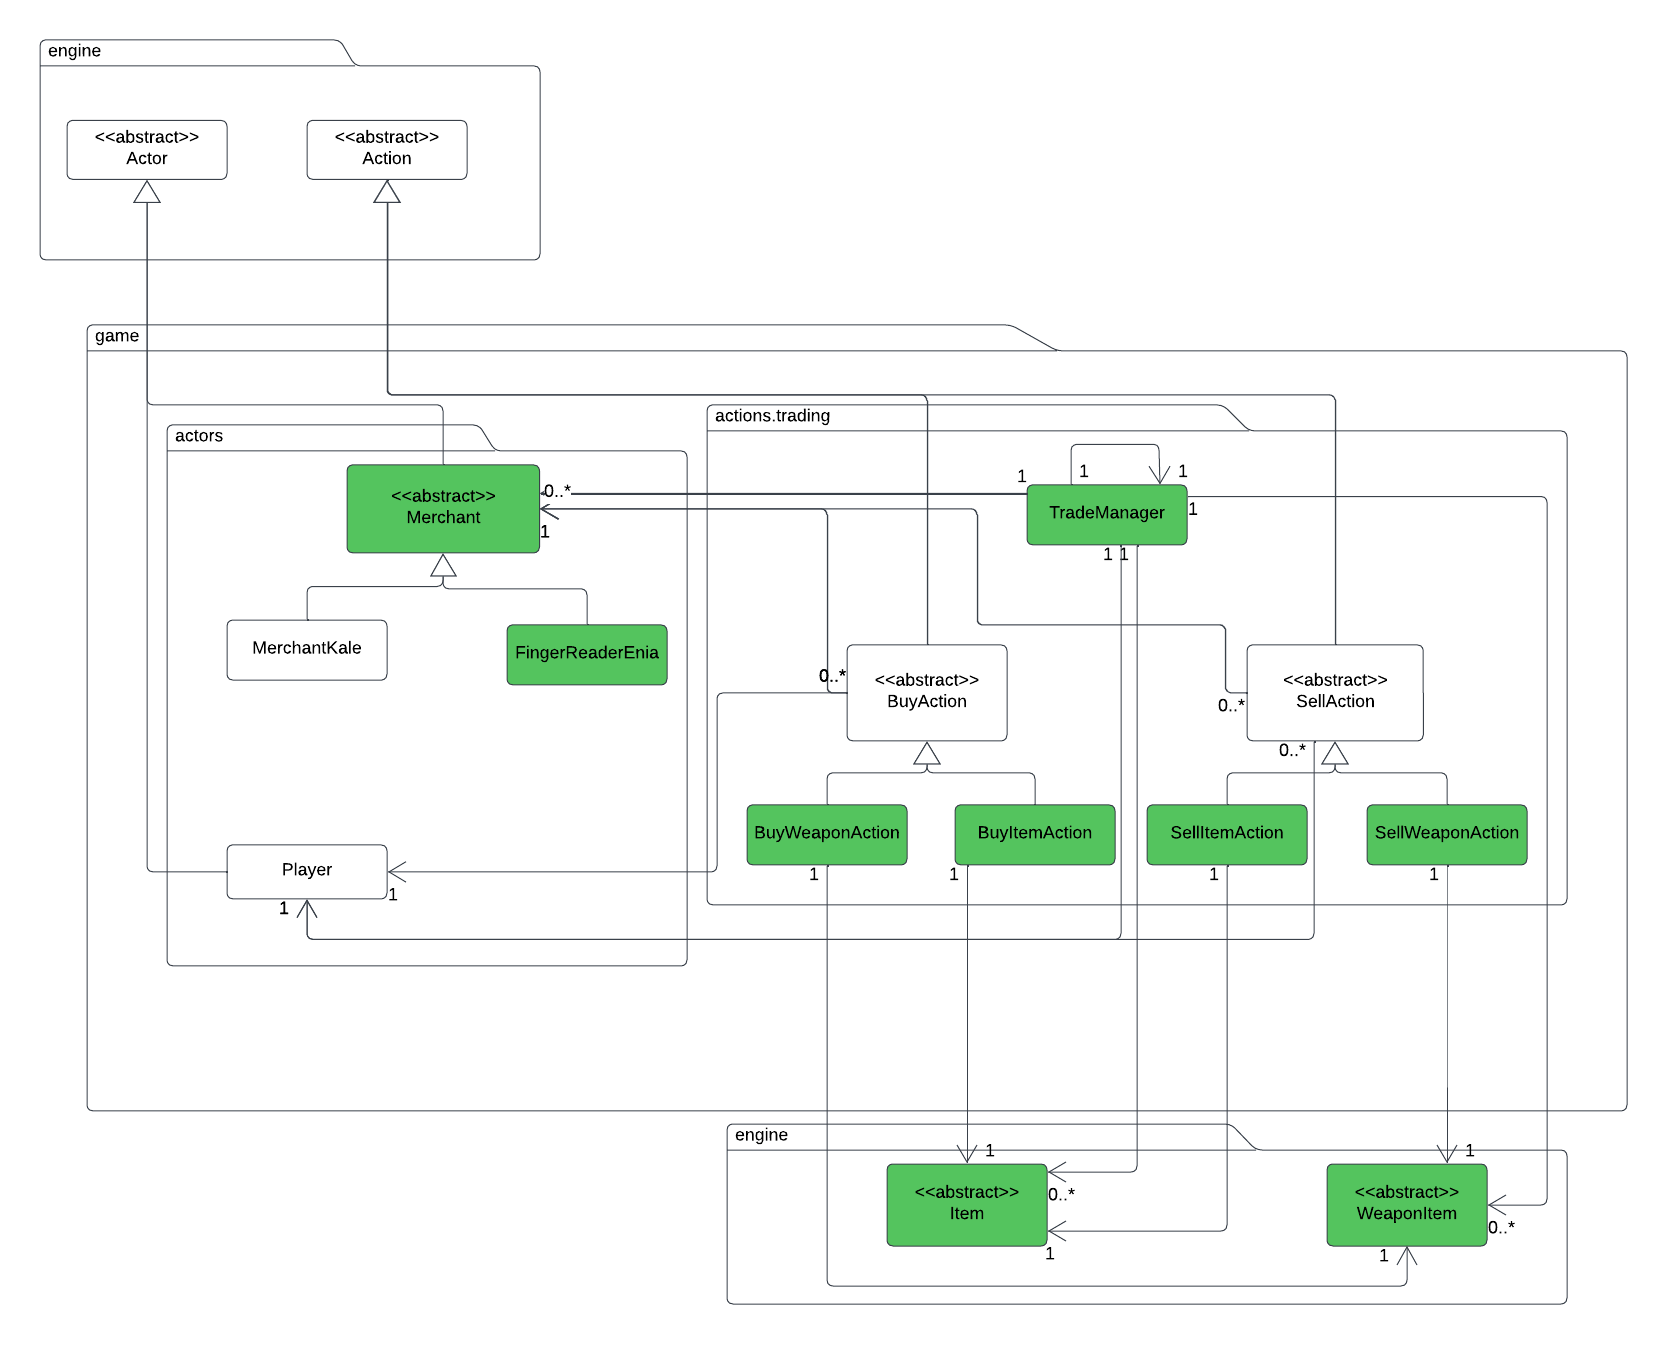 engine
<<abstract>>
Actor
<<abstract>>
Action
game
actors
actions.trading
<<abstract>>
Merchant
0..*
1
1
1
1
TradeManager
1
1 1
MerchantKale
FingerReaderEnia
0..*
<<abstract>>
BuyAction
0..*
<<abstract>>
SellAction
0..*
BuyWeaponAction
BuyItemAction
SellItemAction
SellWeaponAction
1
1
1
1
Player
1
1
engine
1
1
<<abstract>>
Item
0..*
1
<<abstract>>
WeaponItem
0..*
1